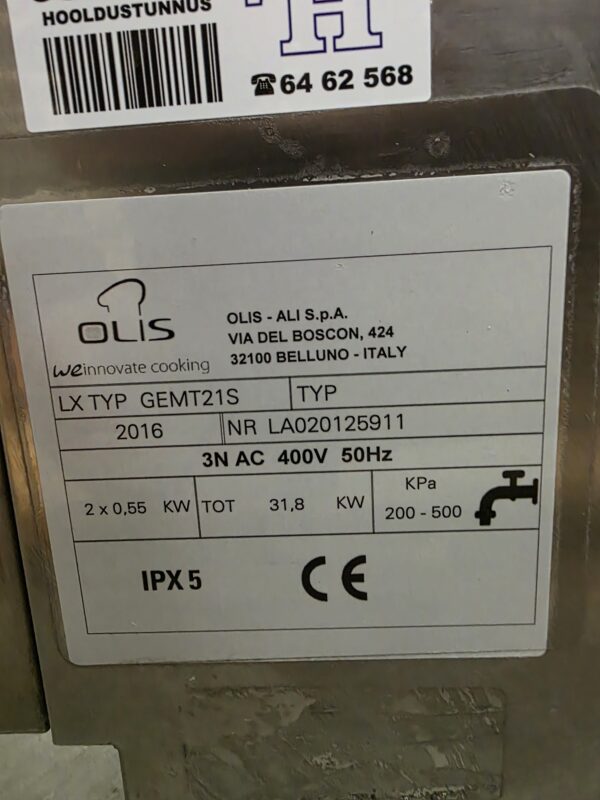 HOOLDUSTUNNUS
H
☎64 62 568
OLIS
weinnovate cooking
OLIS - ALI S.p.A.
VIA DEL BOSCON, 424
32100 BELLUNO - ITALY
LX TYP GEMT21S TYP
2016 NR LA020125911
3N AC 400V 50Hz
2 x 0,55 KW TOT 31,8 KW
KPa
200 - 500
IPX5 CE